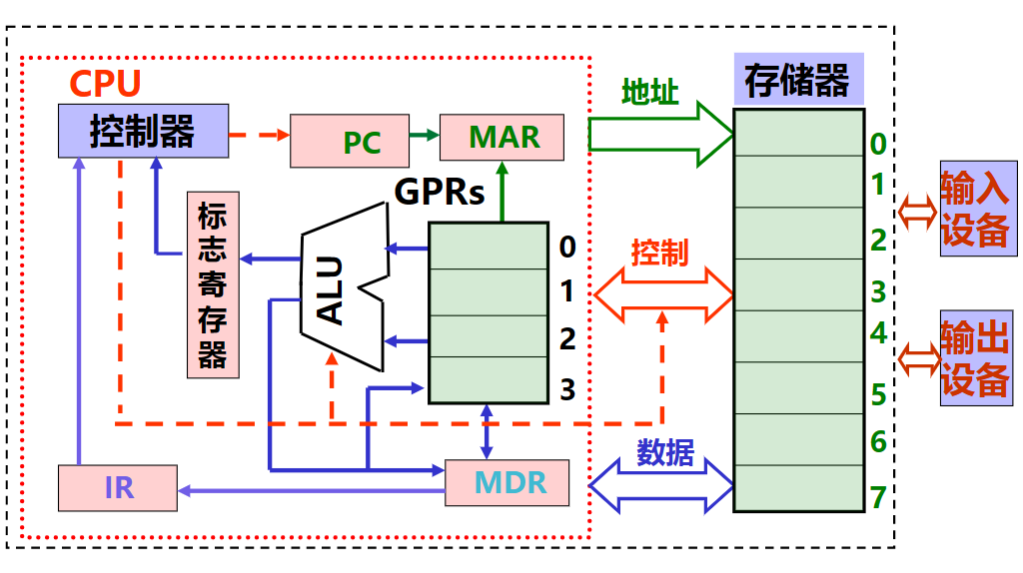 CPU
控制器
PC
MAR
地址
存储器
GPRs
标
志
寄
存
器
ALU
0
1
2
3
控制
0
1
2
3
4
5
6
7
输入
设备
输出
设备
IR
MDR
数据